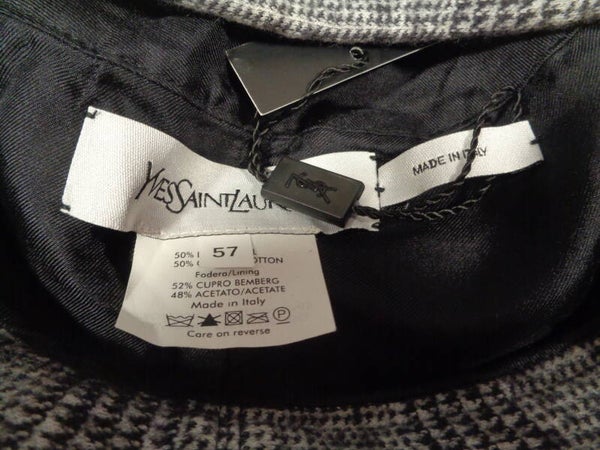 YVESSAINTLAUR
MADE IN ITALY
57
50%
50% COTTON
Fodera/Lining
52% CUPRO BEMBERG
48% ACETATO/ACETATE
Made in Italy
P
Care on reverse